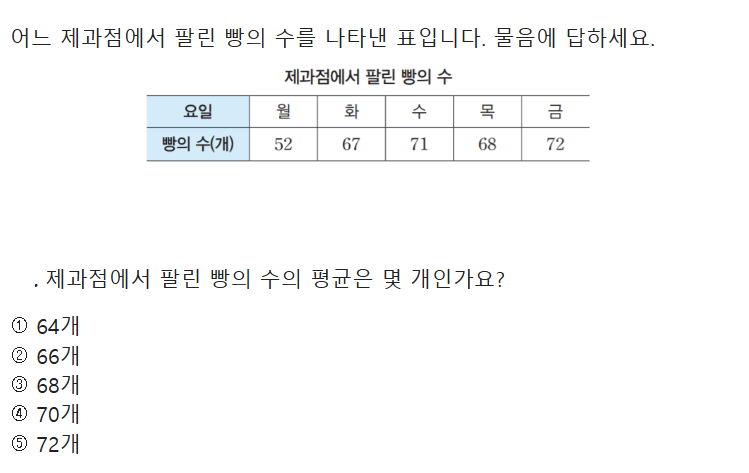 어느 제과점에서 팔린 빵의 수를 나타낸 표입니다. 물음에 답하세요.
제과점에서 팔린 빵의 수
요일 월 화 수 목 금
빵의 수(개) 52 67 71 68 72
. 제과점에서 팔린 빵의 수의 평균은 몇 개인가요?
① 64개
② 66개
③ 68개
④ 70개
⑤ 72개